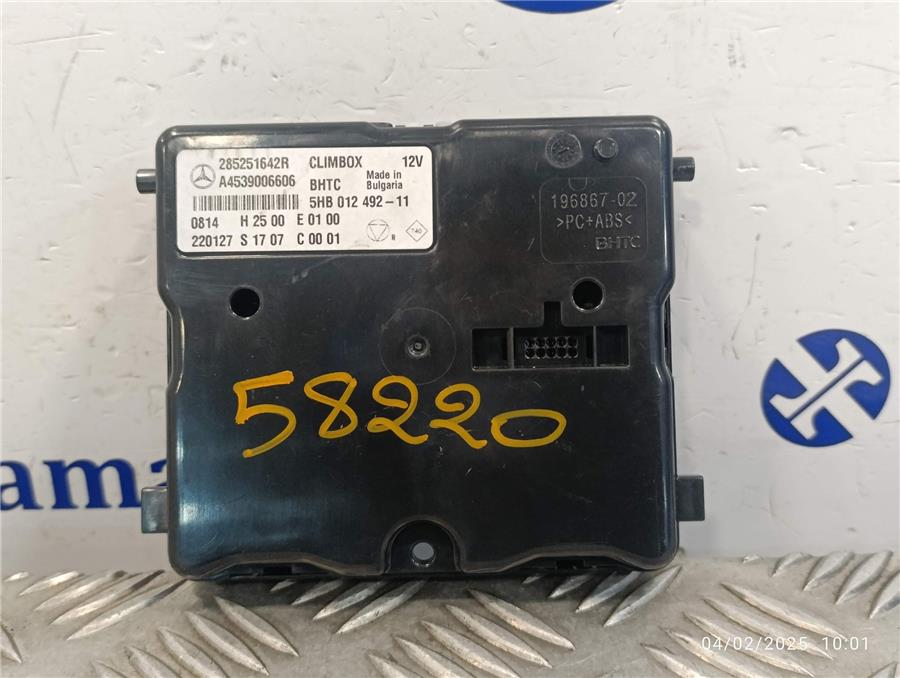 285251642R CLIMBOX 12V
A4539006606 BHTC Made in Bulgaria
5HB 012 492-11
0814 H 25 00 E 01 00
220127 S 17 07 C 00 01
R
740
196867-02
>PC+ABS<
BHTC
58220
ama
04/02/2025 10:01